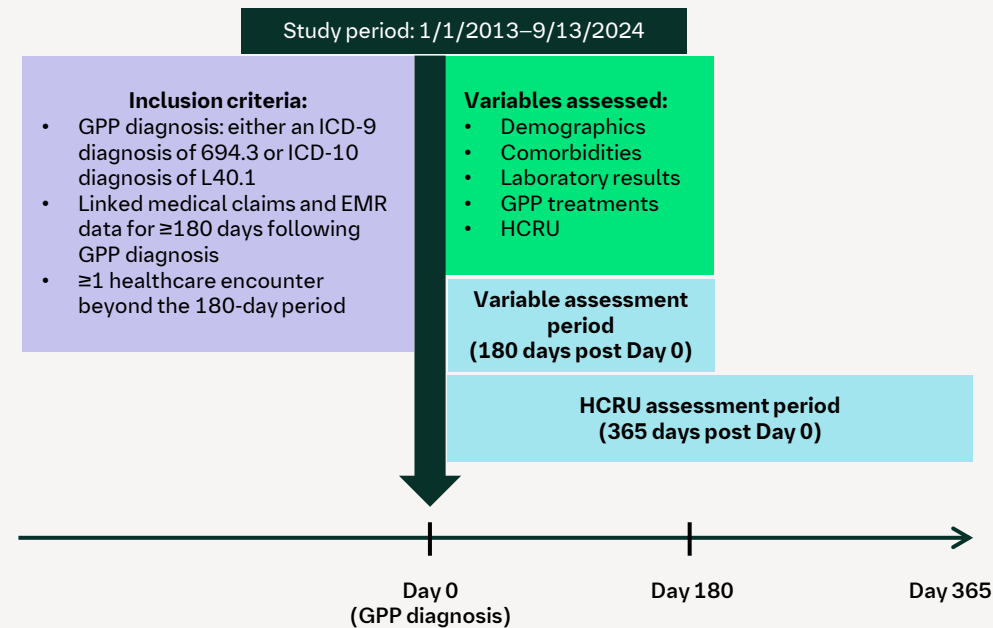 Study period: 1/1/2013–9/13/2024
Inclusion criteria:
• GPP diagnosis: either an ICD-9
diagnosis of 694.3 or ICD-10
diagnosis of L40.1
• Linked medical claims and EMR
data for ≥180 days following
GPP diagnosis
• ≥1 healthcare encounter
beyond the 180-day period
Variables assessed:
• Demographics
• Comorbidities
• Laboratory results
• GPP treatments
• HCRU
Variable assessment
period
(180 days post Day 0)
HCRU assessment period
(365 days post Day 0)
Day 0
(GPP diagnosis)
Day 180
Day 365